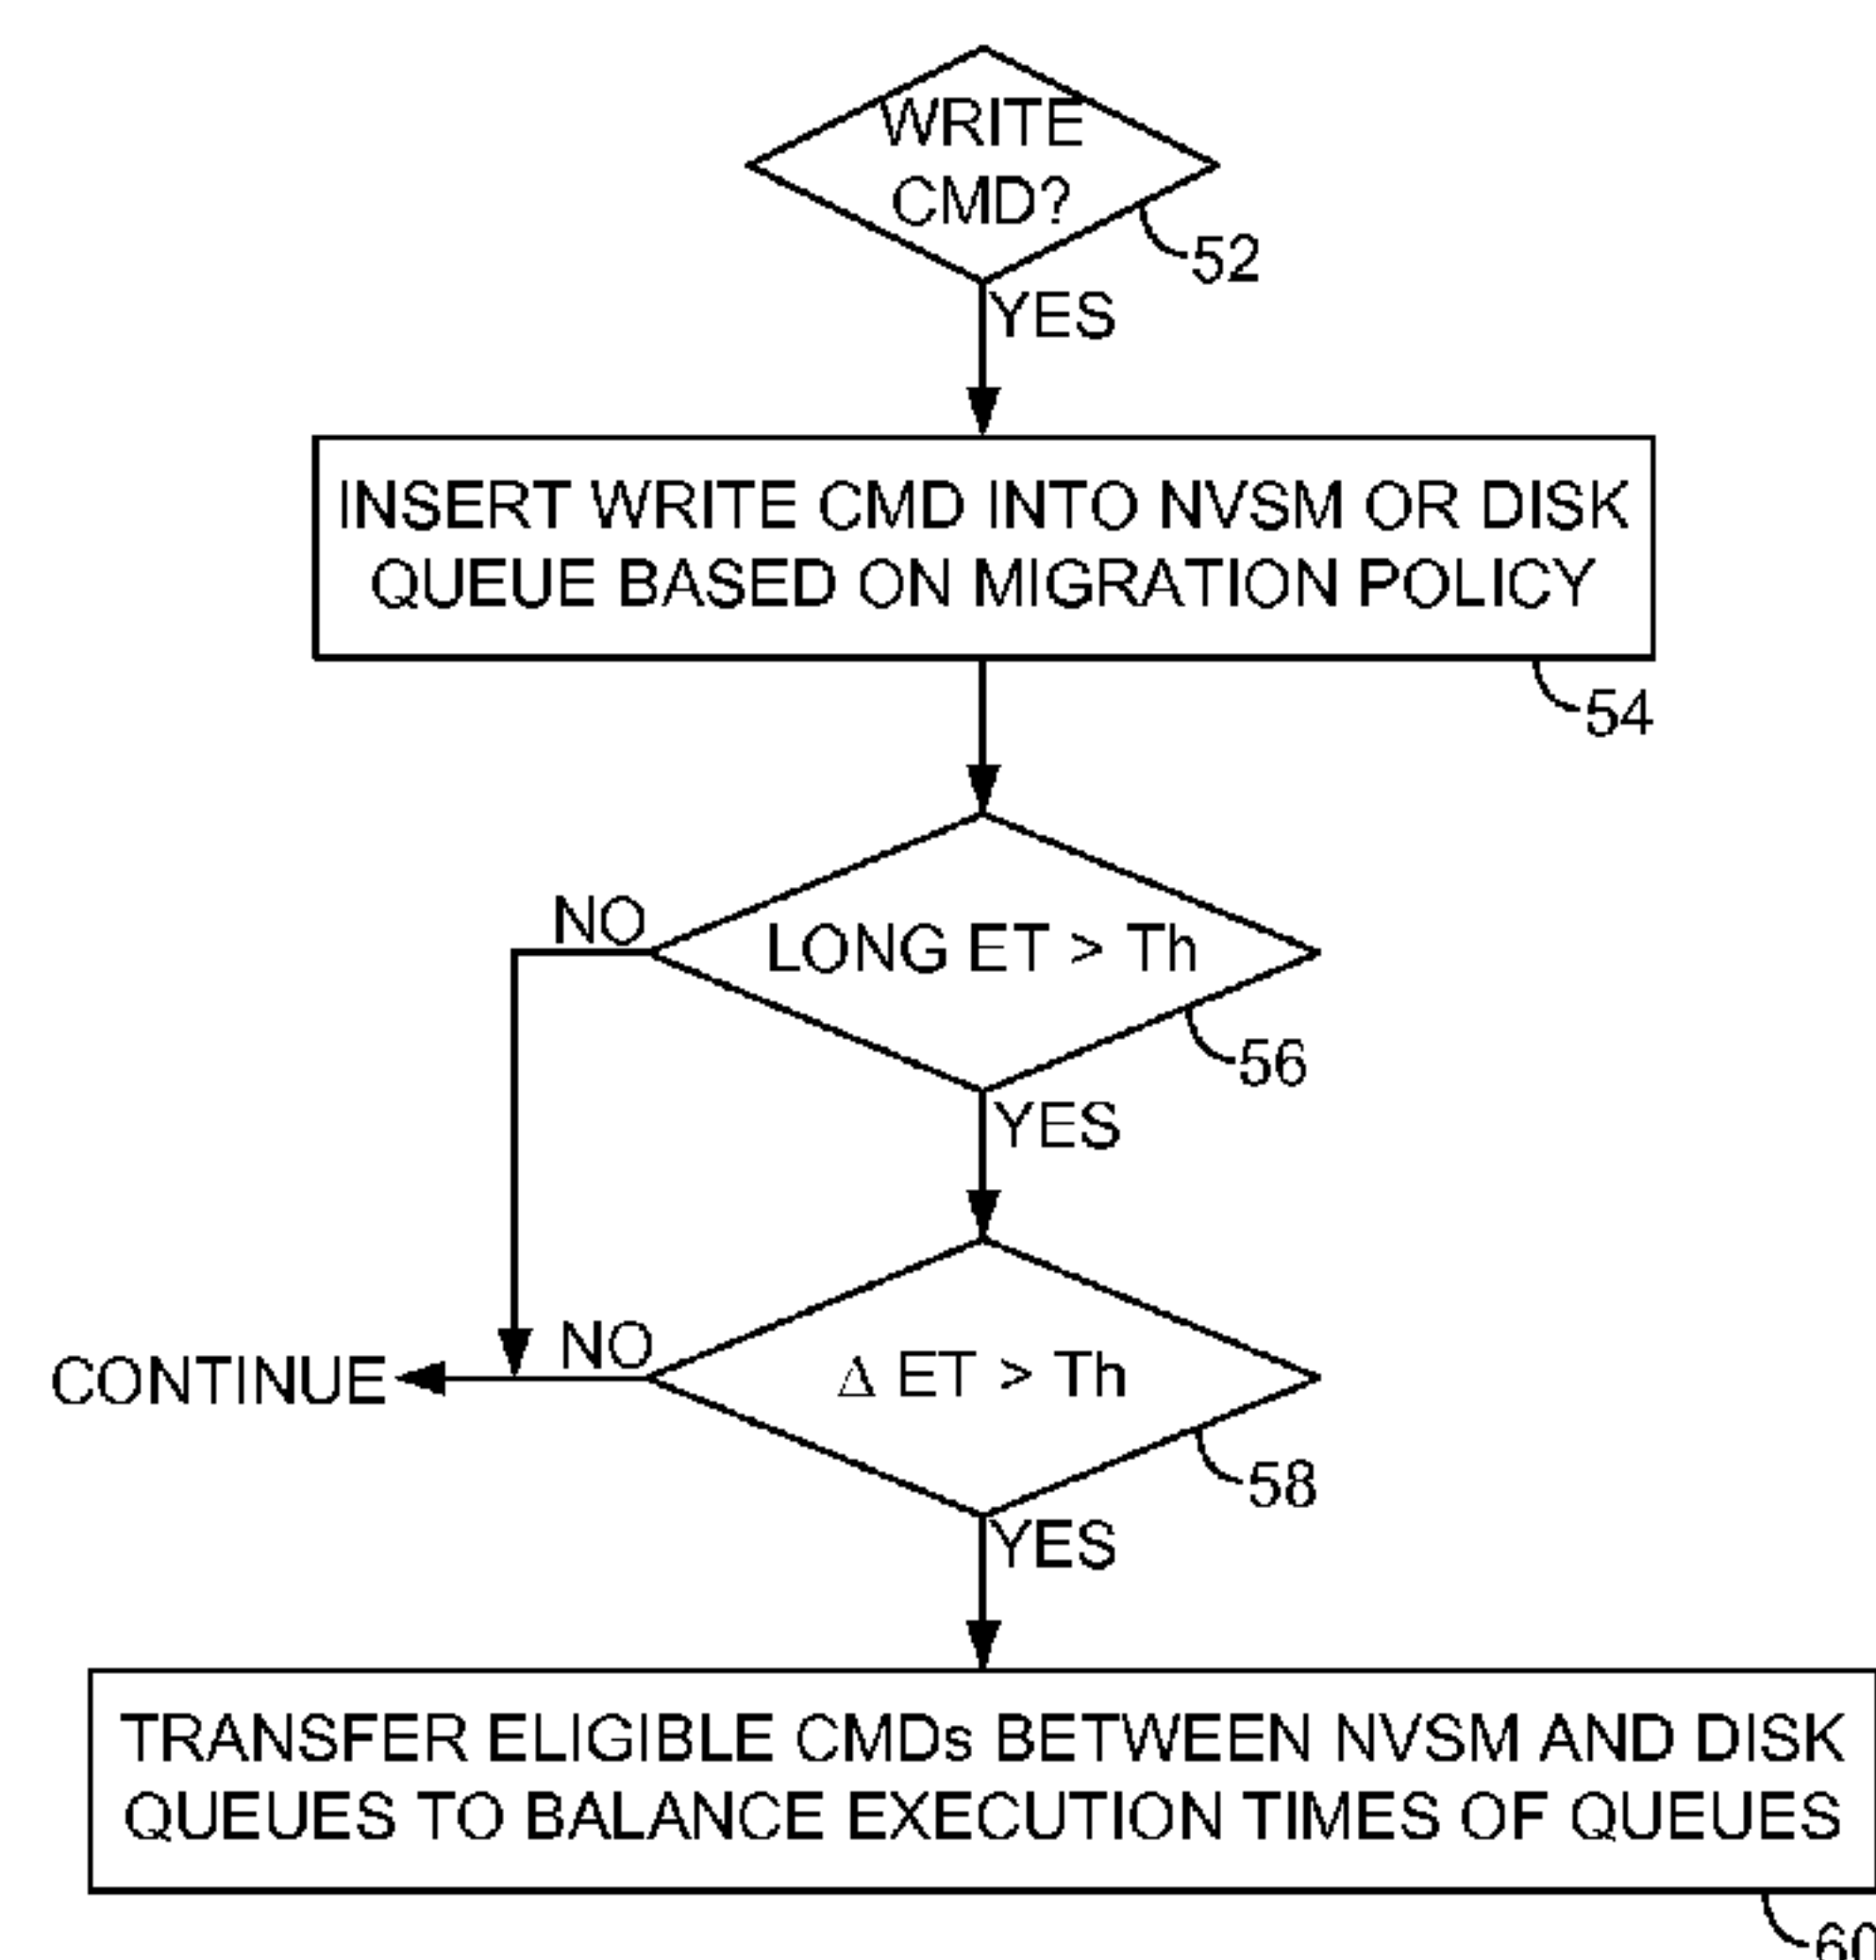 WRITE
CMD?
52
YES
INSERT WRITE CMD INTO NVSM OR DISK
QUEUE BASED ON MIGRATION POLICY
54
NO
LONG ET > Th
56
YES
CONTINUE
NO
Δ ET > Th
58
YES
TRANSFER ELIGIBLE CMDs BETWEEN NVSM AND DISK
QUEUES TO BALANCE EXECUTION TIMES OF QUEUES
60